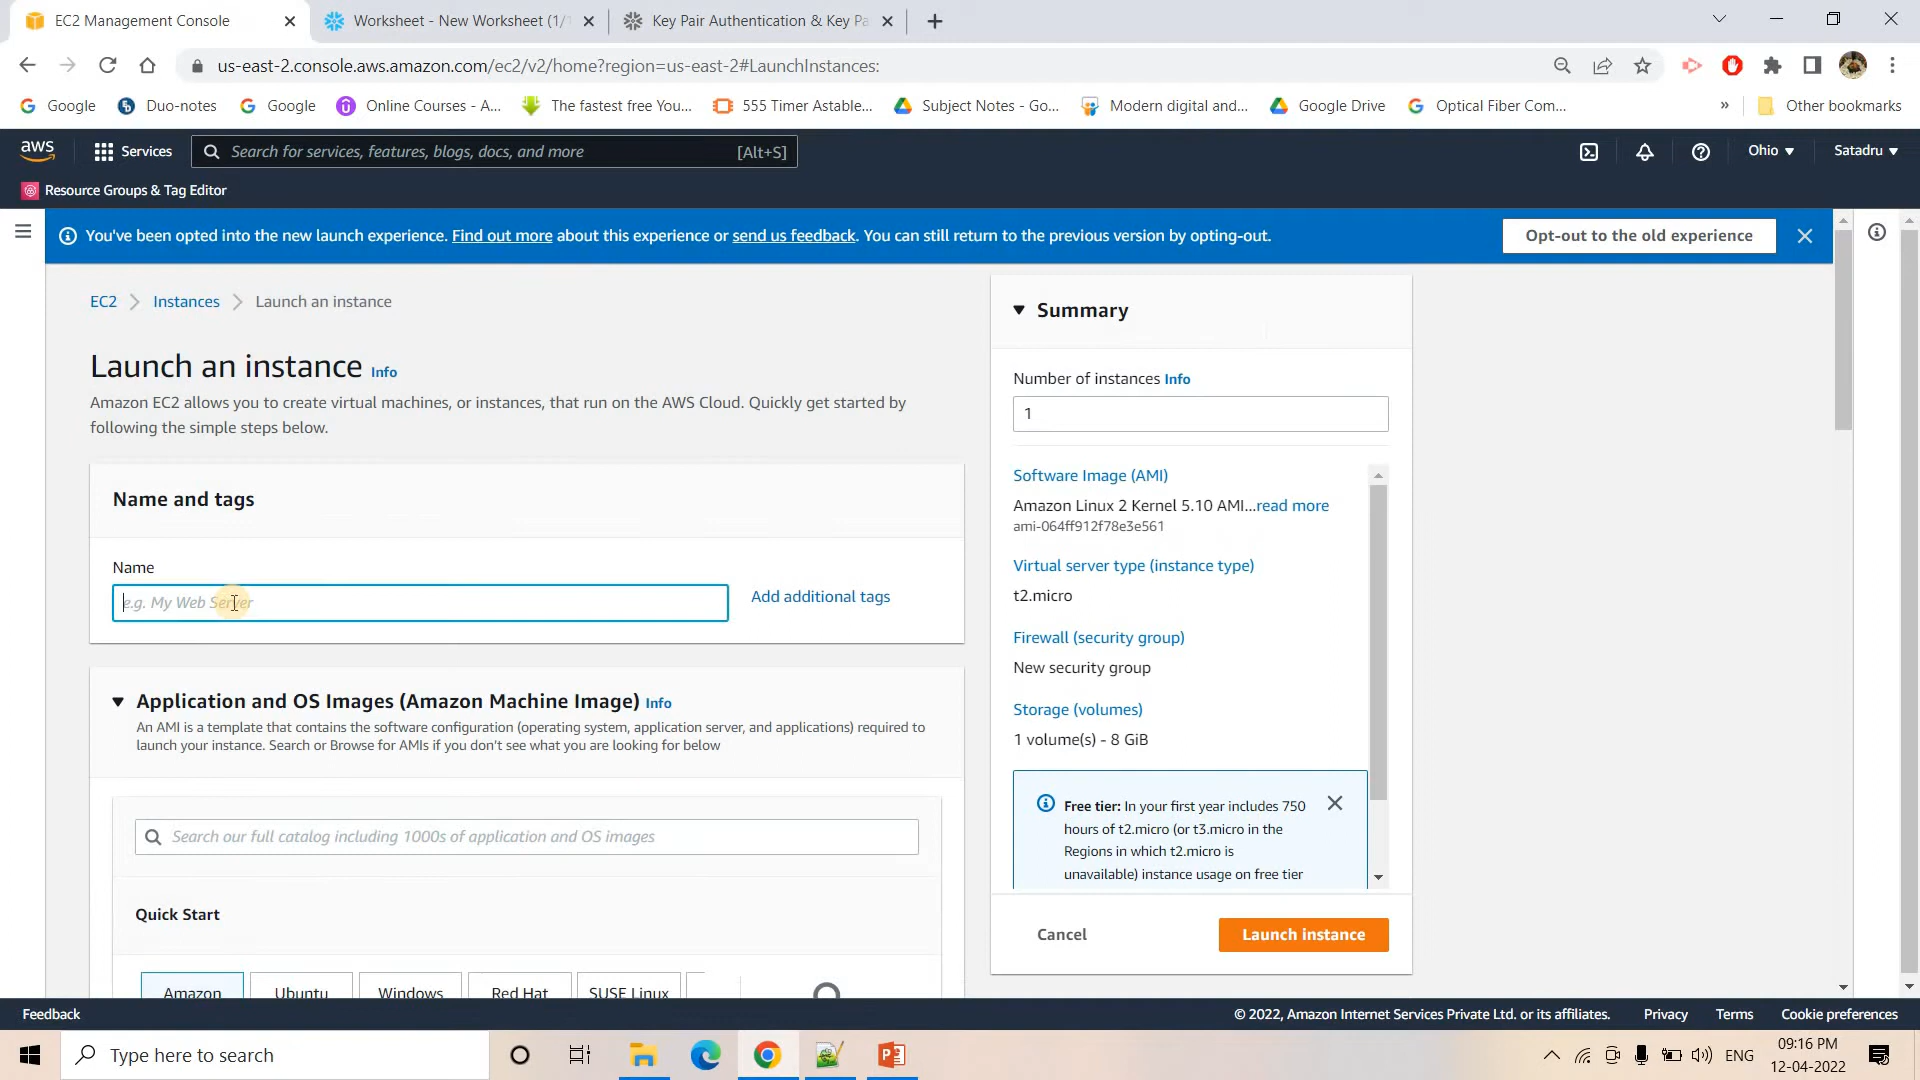 EC2 Management Console
Worksheet - New Worksheet (1/1
Key Pair Authentication & Key Pa
us-east-2.console.aws.amazon.com/ec2/v2/home?region=us-east-2#LaunchInstances:
Google
Duo-notes
Google
Online Courses - A...
The fastest free You...
555 Timer Astable...
Subject Notes - Go...
Modern digital and...
Google Drive
Optical Fiber Com...
»
Other bookmarks
aws
Services
Search for services, features, blogs, docs, and more
[Alt+S]
Ohio
Satadru
Resource Groups & Tag Editor
You've been opted into the new launch experience. Find out more about this experience or send us feedback. You can still return to the previous version by opting-out.
Opt-out to the old experience
EC2
Instances
Launch an instance
Launch an instance Info
Amazon EC2 allows you to create virtual machines, or instances, that run on the AWS Cloud. Quickly get started by
following the simple steps below.
Name and tags
Name
e.g. My Web Server
Add additional tags
Application and OS Images (Amazon Machine Image) Info
An AMI is a template that contains the software configuration (operating system, application server, and applications) required to
launch your instance. Search or Browse for AMIs if you don't see what you are looking for below
Search our full catalog including 1000s of application and OS images
Quick Start
Amazon
Ubuntu
Windows
Red Hat
SUSE Linux
Summary
Number of instances Info
1
Software Image (AMI)
Amazon Linux 2 Kernel 5.10 AMI...read more
ami-064ff912f78e3e561
Virtual server type (instance type)
t2.micro
Firewall (security group)
New security group
Storage (volumes)
1 volume(s) - 8 GiB
Free tier: In your first year includes 750
hours of t2.micro (or t3.micro in the
Regions in which t2.micro is
unavailable) instance usage on free tier
Cancel
Launch instance
Feedback
© 2022, Amazon Internet Services Private Ltd. or its affiliates.
Privacy
Terms
Cookie preferences
Type here to search
ENG
09:16 PM
12-04-2022